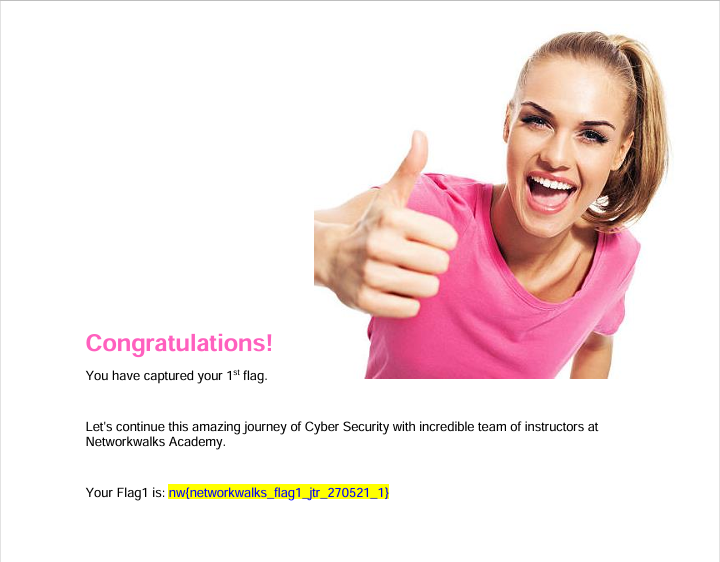 Congratulations!
You have captured your 1st flag.
Let's continue this amazing journey of Cyber Security with incredible team of instructors at
Networkwalks Academy.
Your Flag1 is: nw{networkwalks_flag1_jtr_270521_1}